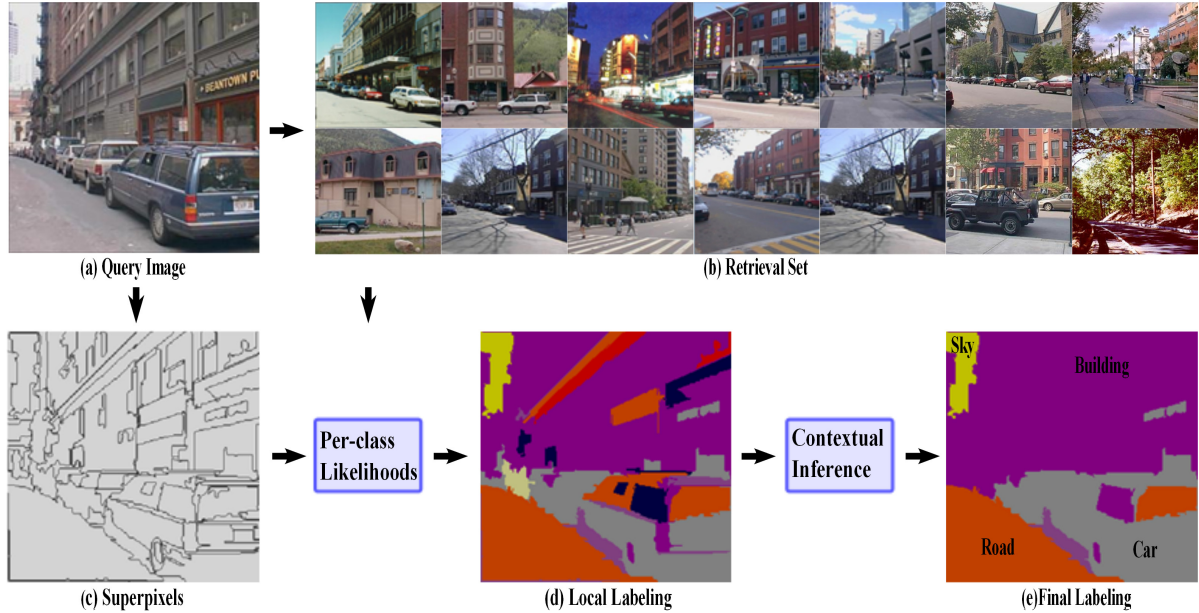 BEANTOWN PU
(a) Query Image
(b) Retrieval Set
Per-class
Likelihoods
Contextual
Inference
Sky
Building
Road
Car
(c) Superpixels
(d) Local Labeling
(e)Final Labeling